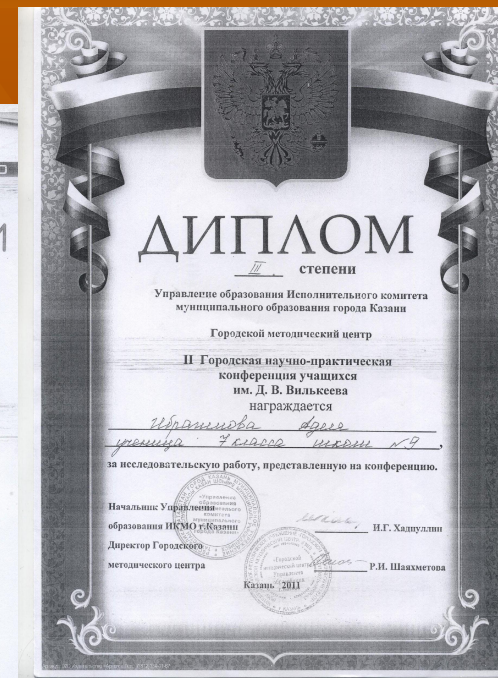 ДИПЛОМ
III степени
Управление образования Исполнительного комитета
муниципального образования города Казани
Городской методический центр
II Городская научно-практическая
конференция учащихся
им. Д. В. Вилькеева
награждается
Ибрагимова Адела
ученица 7 класса школы №9,
за исследовательскую работу, представленную на конференцию.
Начальник Управления
образования ИКМО г.Казани
И.Г. Хадиуллин
Директор Городского
методического центра
Р.И. Шаяхметова
Казань 2011